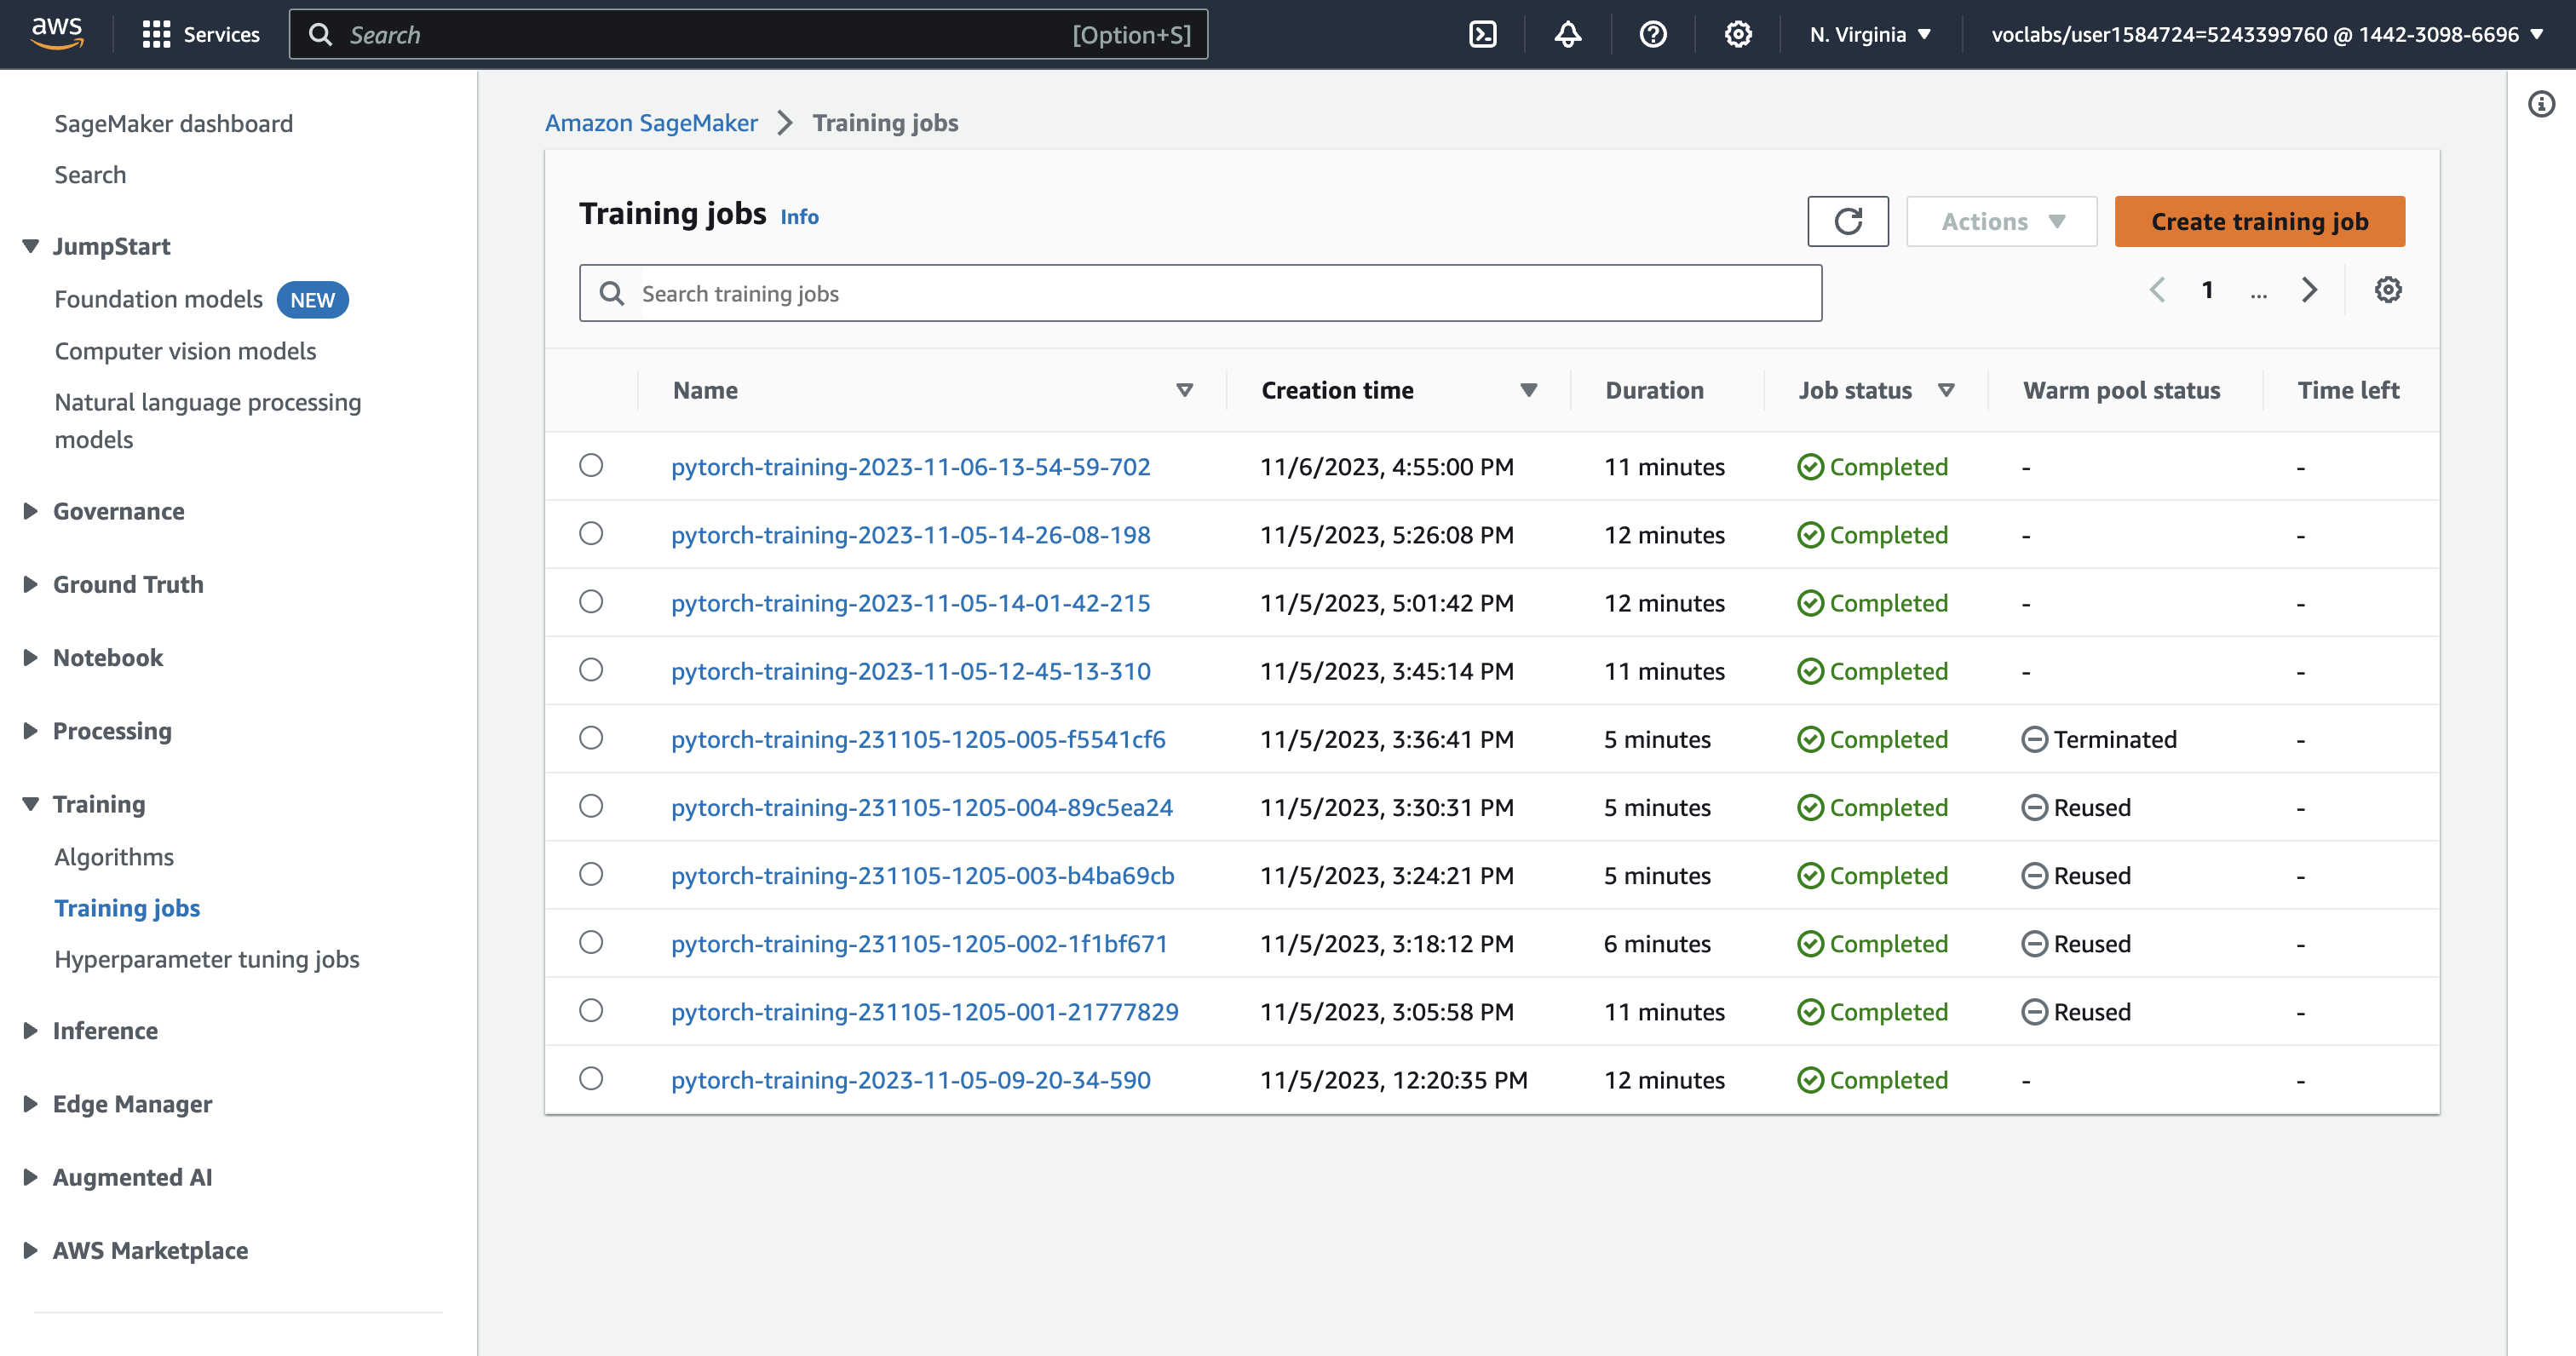 aws Services Search [Option+S] N. Virginia voclabs/user1584724=5243399760 @ 1442-3098-6696
SageMaker dashboard
Search
JumpStart
Foundation models NEW
Computer vision models
Natural language processing
models
Governance
Ground Truth
Notebook
Processing
Training
Algorithms
Training jobs
Hyperparameter tuning jobs
Inference
Edge Manager
Augmented AI
AWS Marketplace
Amazon SageMaker Training jobs
Training jobs Info Actions Create training job
Search training jobs 1 ...
Name Creation time Duration Job status Warm pool status Time left
pytorch-training-2023-11-06-13-54-59-702 11/6/2023, 4:55:00 PM 11 minutes Completed - -
pytorch-training-2023-11-05-14-26-08-198 11/5/2023, 5:26:08 PM 12 minutes Completed - -
pytorch-training-2023-11-05-14-01-42-215 11/5/2023, 5:01:42 PM 12 minutes Completed - -
pytorch-training-2023-11-05-12-45-13-310 11/5/2023, 3:45:14 PM 11 minutes Completed - -
pytorch-training-231105-1205-005-f5541cf6 11/5/2023, 3:36:41 PM 5 minutes Completed Terminated -
pytorch-training-231105-1205-004-89c5ea24 11/5/2023, 3:30:31 PM 5 minutes Completed Reused -
pytorch-training-231105-1205-003-b4ba69cb 11/5/2023, 3:24:21 PM 5 minutes Completed Reused -
pytorch-training-231105-1205-002-1f1bf671 11/5/2023, 3:18:12 PM 6 minutes Completed Reused -
pytorch-training-231105-1205-001-21777829 11/5/2023, 3:05:58 PM 11 minutes Completed Reused -
pytorch-training-2023-11-05-09-20-34-590 11/5/2023, 12:20:35 PM 12 minutes Completed - -